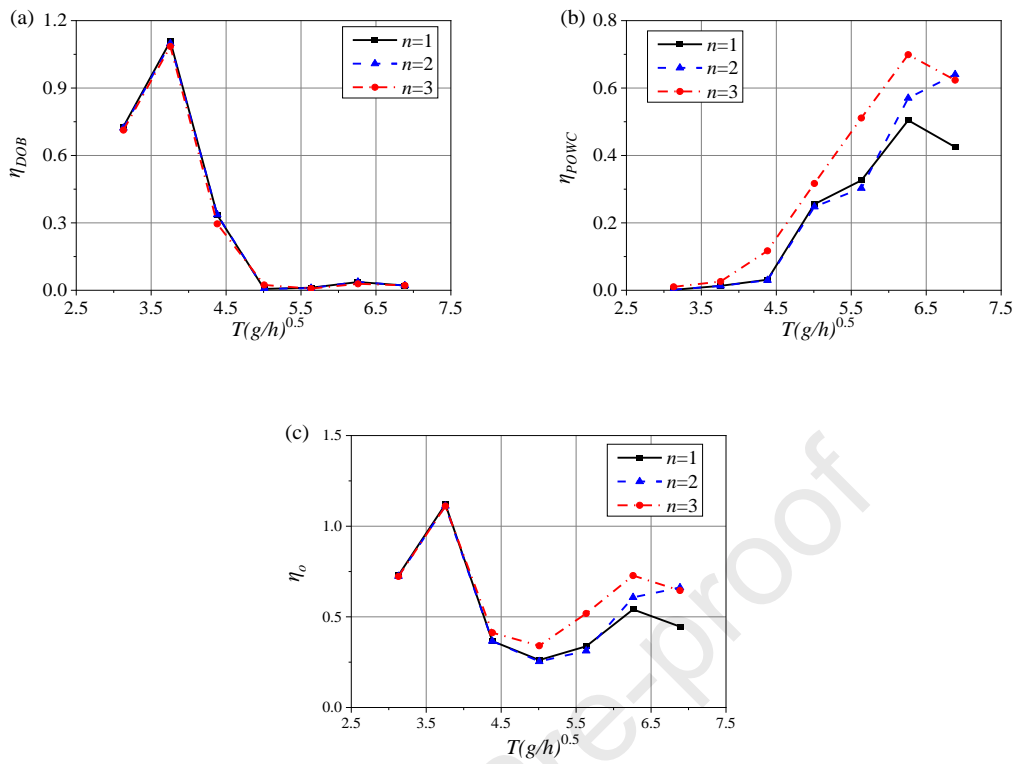 (a)
1.2
0.9
0.6
0.3
0.0
η_DOB
n=1
n=2
n=3
2.5 3.5 4.5 5.5 6.5 7.5
T(g/h)^0.5
(b)
0.8
0.6
0.4
0.2
0.0
η_POWC
n=1
n=2
n=3
2.5 3.5 4.5 5.5 6.5 7.5
T(g/h)^0.5
(c)
1.5
1.0
0.5
0.0
η_o
n=1
n=2
n=3
2.5 3.5 4.5 5.5 6.5 7.5
T(g/h)^0.5
re-proof